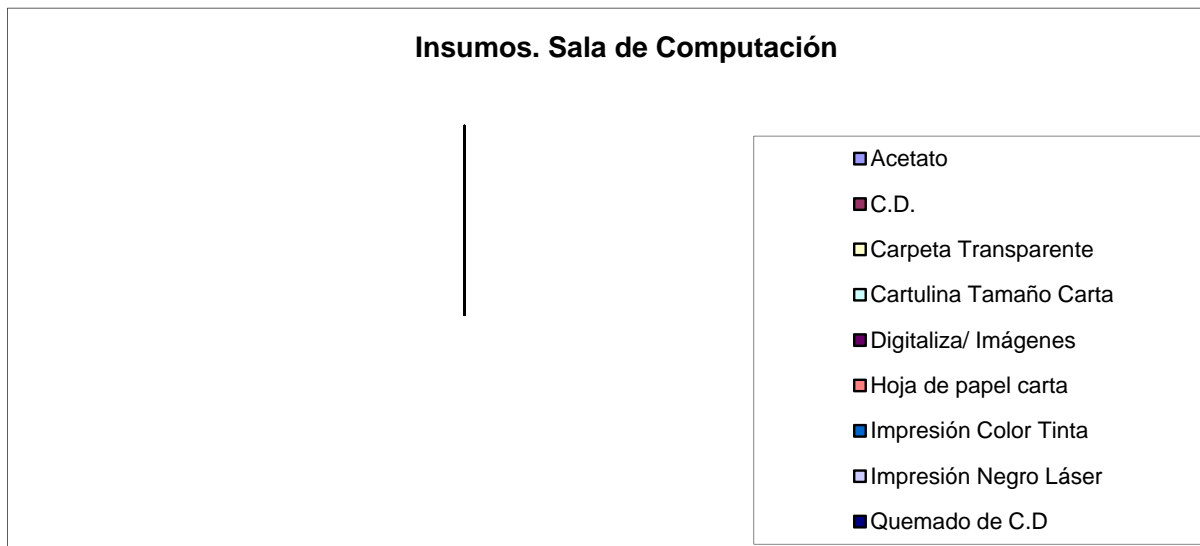 Insumos. Sala de Computación
Acetato
C.D.
Carpeta Transparente
Cartulina Tamaño Carta
Digitaliza/ Imágenes
Hoja de papel carta
Impresión Color Tinta
Impresión Negro Láser
Quemado de C.D